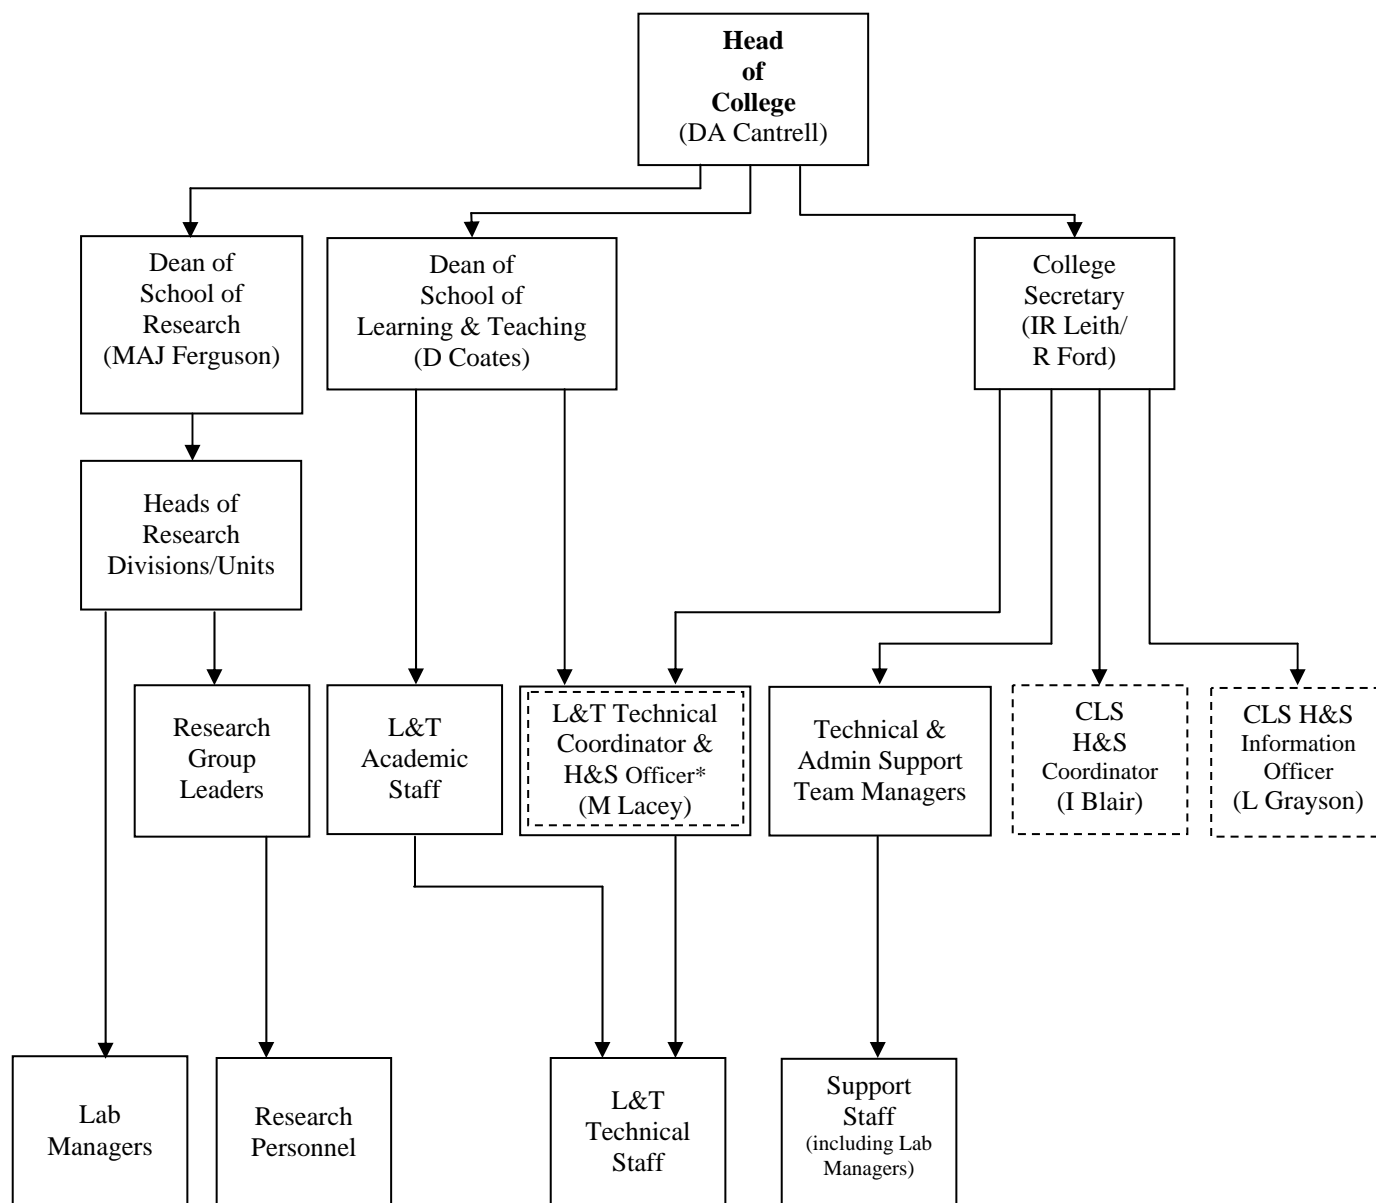 Head
of
College
(DA Cantrell)
Dean of
School of
Research
(MAJ Ferguson)
Dean of
School of
Learning & Teaching
(D Coates)
College
Secretary
(IR Leith/
R Ford)
Heads of
Research
Divisions/Units
Research
Group
Leaders
L&T
Academic
Staff
L&T Technical
Coordinator &
H&S Officer*
(M Lacey)
Technical &
Admin Support
Team Managers
CLS
H&S
Coordinator
(I Blair)
CLS H&S
Information
Officer
(L Grayson)
Lab
Managers
Research
Personnel
L&T
Technical
Staff
Support
Staff
(including Lab
Managers)